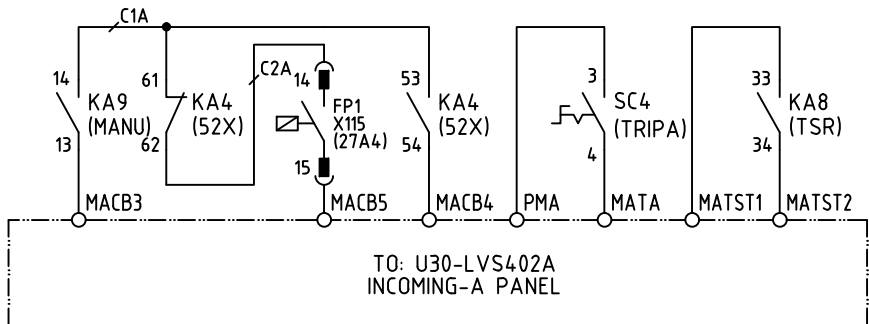 C1A
14
KA9
(MANU)
13
61
KA4
(52X)
62
C2A
14
FP1
X115
(27A4)
15
53
KA4
(52X)
54
3
SC4
(TRIPA)
4
33
KA8
(TSR)
34
MACB3
MACB5
MACB4
PMA
MATA
MATST1
MATST2
TO: U30-LVS402A
INCOMING-A PANEL